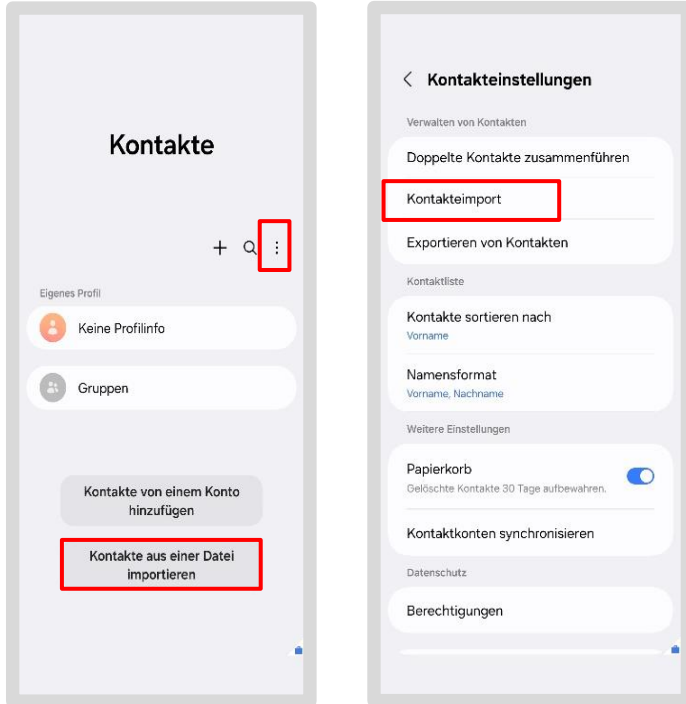 Kontakte
Eigenes Profil
Keine Profilinfo
Gruppen
Kontakte von einem Konto
hinzufügen
Kontakte aus einer Datei
importieren
Kontakteinstellungen
Verwalten von Kontakten
Doppelte Kontakte zusammenführen
Kontakteimport
Exportieren von Kontakten
Kontaktliste
Kontakte sortieren nach
Vorname
Namensformat
Vorname, Nachname
Weitere Einstellungen
Papierkorb
Gelöschte Kontakte 30 Tage aufbewahren.
Kontaktkonten synchronisieren
Datenschutz
Berechtigungen